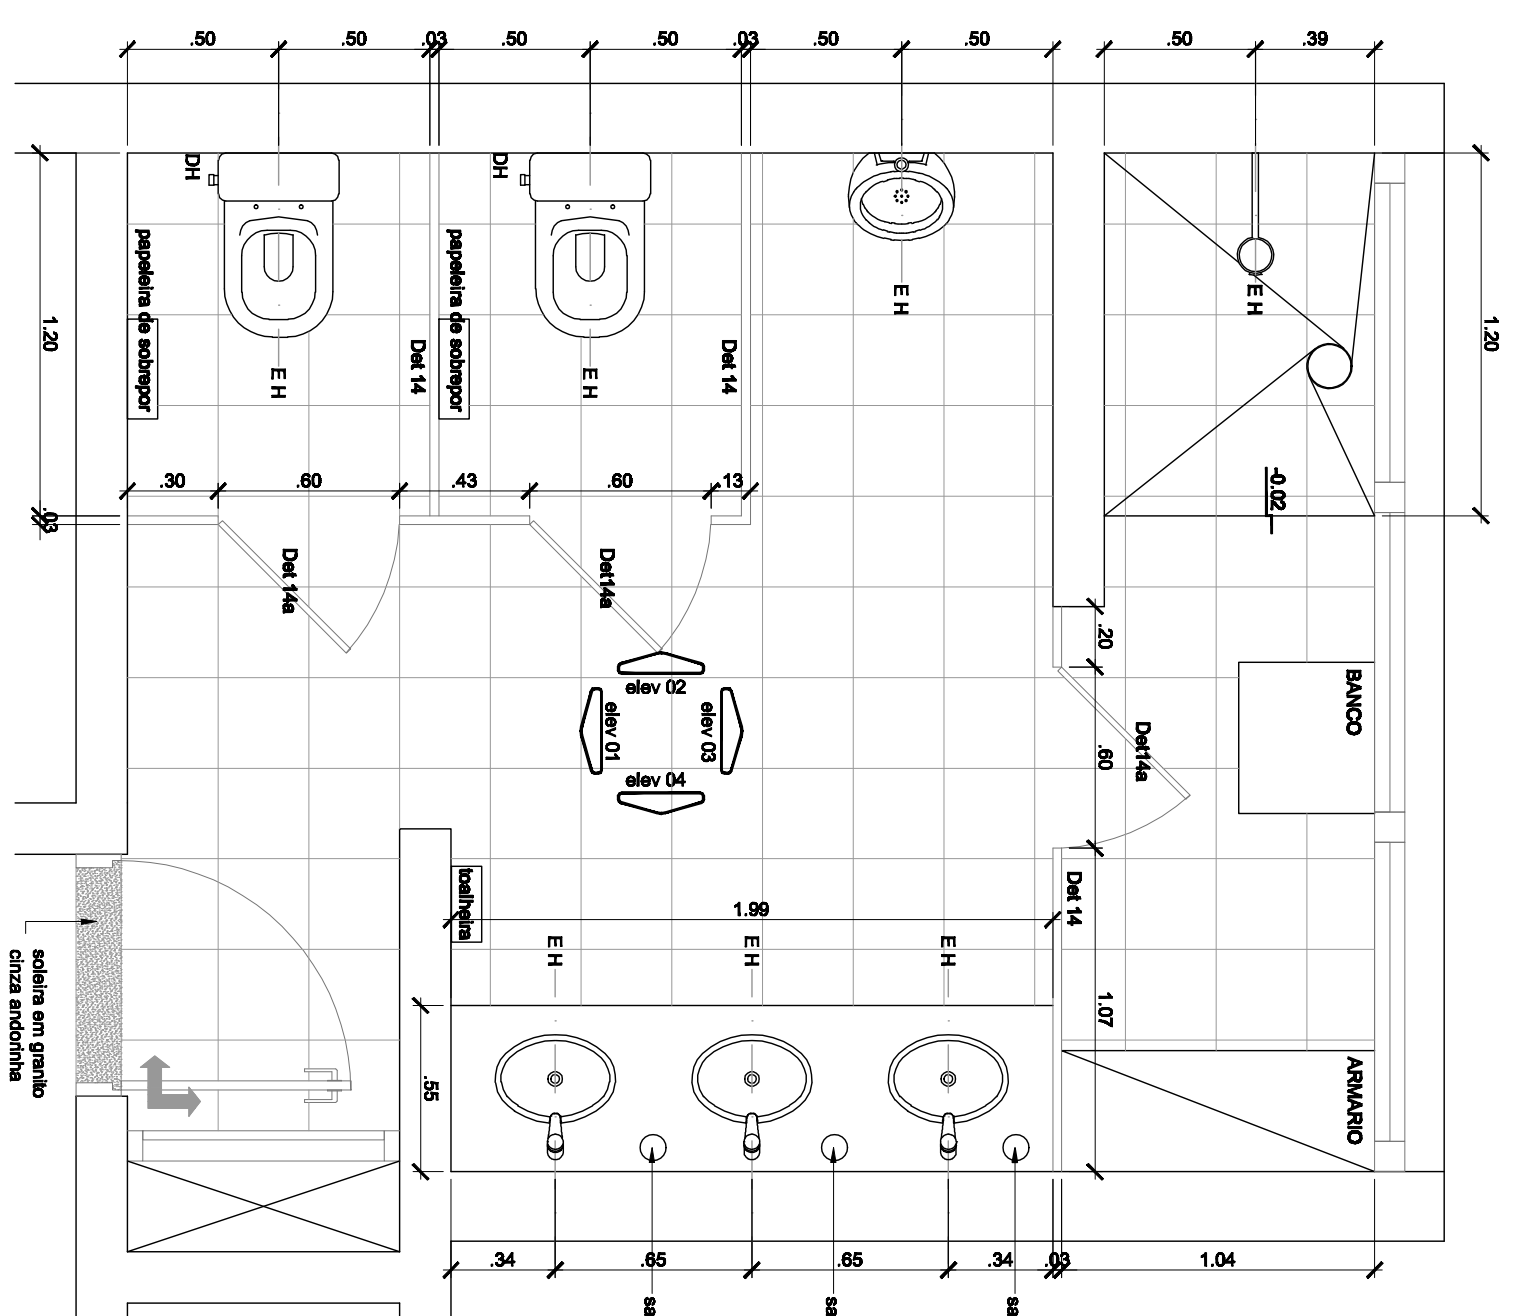 .50
.50
.03
.50
.50
.03
.50
.50
.50
.39
DH
DH
papeleira de sobrepor
papeleira de sobrepor
E H
E H
E H
E H
Det 14
Det 14
1.20
1.20
-0.02
.30
.60
.43
.60
.13
.03
Det 14a
Det14a
.20
elev 02
elev 01
elev 03
elev 04
.60
Det14a
BANCO
toalheira
1.99
Det 14
E H
E H
E H
1.07
soleira em granito
cinza andorinha
.55
ARMARIO
.34
.65
.65
.34
.03
1.04